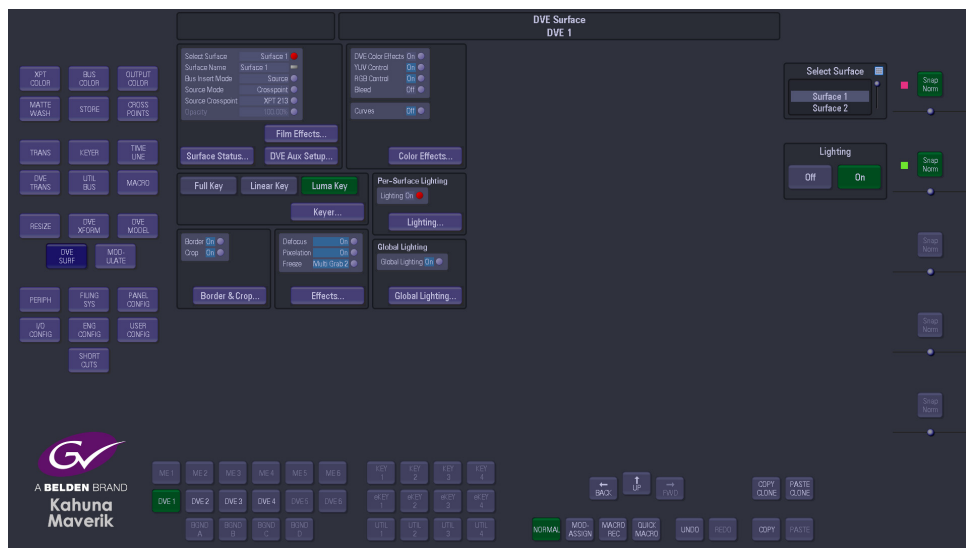 DVE Surface
DVE 1
XPT COLOR
BUS COLOR
OUTPUT COLOR
MATTE WASH
STORE
CROSS POINTS
TRANS
KEYER
TIME LINE
DVE TRANS
UTIL BUS
MACRO
RESIZE
DVE XFORM
DVE MODEL
DVE SURF
MOD- ULATE
PERIPH
FILING SYS
PANEL CONFIG
I/O CONFIG
ENG CONFIG
USER CONFIG
SHORT CUTS
Select Surface Surface 1
Surface Name Surface 1
Bus Insert Mode Source
Source Mode Crosspoint
Source Crosspoint XPT 213
Opacity 100.00%
Film Effects...
Surface Status... DVE Aux Setup...
DVE Color Effects On
YUV Control On
RGB Control On
Bleed Off
Curves Off
Color Effects...
Full Key Linear Key Luma Key
Keyer...
Per-Surface Lighting
Lighting On
Lighting...
Border On
Crop On
Border & Crop...
Defocus On
Pixelation On
Freeze Multi Grab 2
Effects...
Global Lighting
Global Lighting On
Global Lighting...
Select Surface
Surface 1
Surface 2
Snap Norm
Lighting
Off On
Snap Norm
Snap Norm
Snap Norm
Snap Norm
GV
A BELDEN BRAND
Kahuna
Maverik
ME 1 ME 2 ME 3 ME 4 ME 5 ME 6
DVE 1 DVE 2 DVE 3 DVE 4 DVE 5 DVE 6
BGND A BGND B BGND C BGND D
KEY 1 KEY 2 KEY 3 KEY 4
eKEY 1 eKEY 2 eKEY 3 eKEY 4
UTIL 1 UTIL 2 UTIL 3 UTIL 4
← BACK ↑ UP → FWD
COPY CLONE PASTE CLONE
NORMAL MOD- ASSIGN MACRO REC QUICK MACRO UNDO REDO COPY PASTE